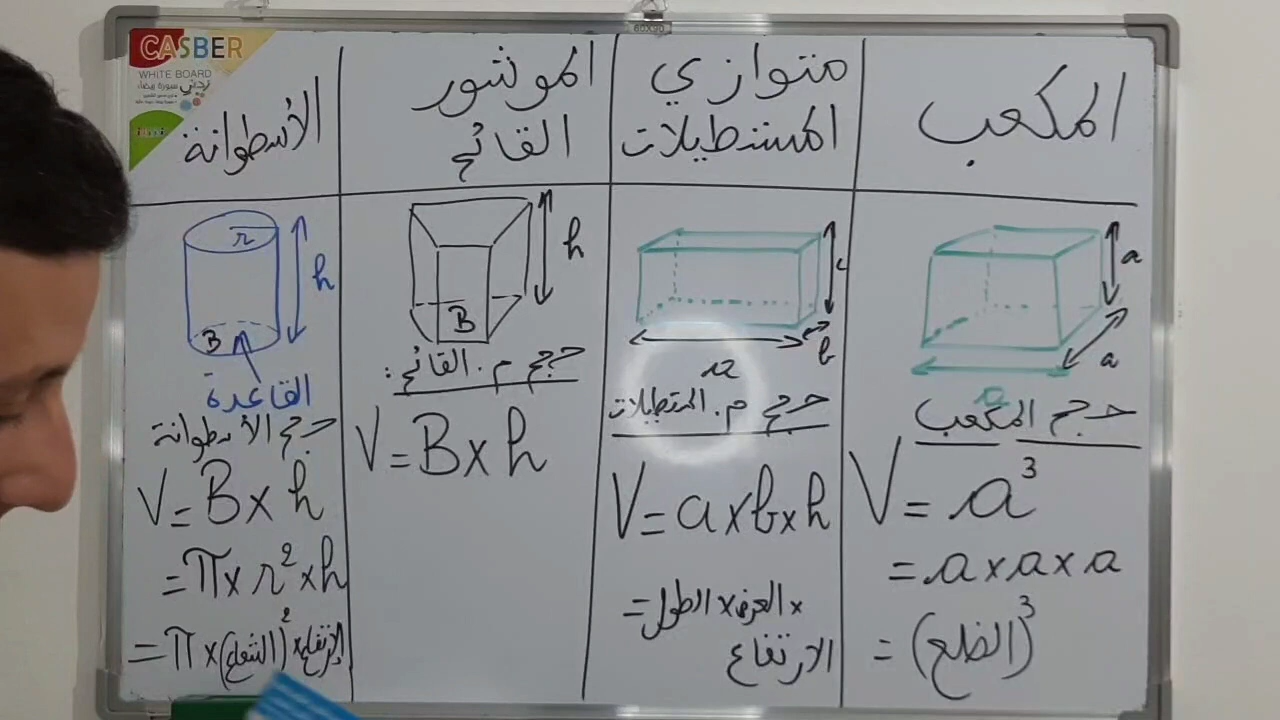 المكعب
a
a
a
حجم المكعب
V = a³
= a × a × a
= (الضلع)³
متوازي
المستطيلات
c
b
a
حجم م. المستطيلات
V = a × b × h
= الطول × العرض ×
الارتفاع
الموشور
القائم
h
B
حجم م. القائم :
V = B × h
CASBER
WHITE BOARD
الأسطوانة
r
h
B
القاعدة
حجم الأسطوانة
V = B × h
= π × r² × h
= π × (الشعاع)² × الارتفاع